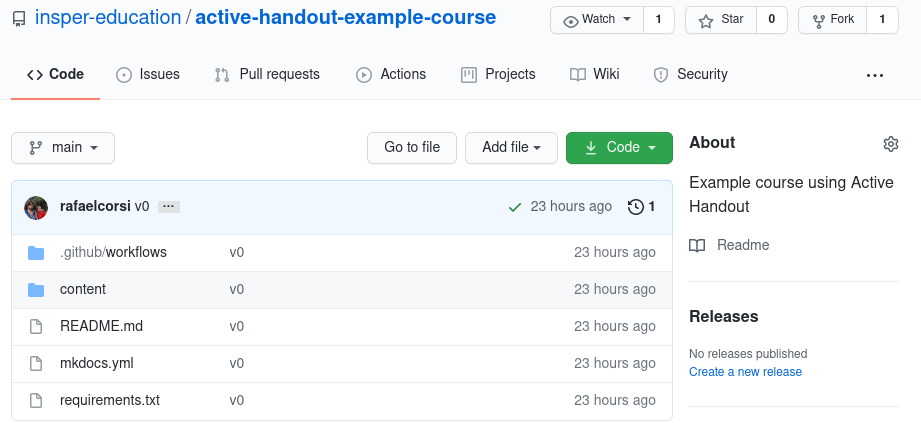 insper-education / active-handout-example-course
Watch 1 Star 0 Fork 1
Code Issues Pull requests Actions Projects Wiki Security ...
main Go to file Add file Code
rafaelcorsi v0 ... 23 hours ago 1
.github/workflows v0 23 hours ago
content v0 23 hours ago
README.md v0 23 hours ago
mkdocs.yml v0 23 hours ago
requirements.txt v0 23 hours ago
About
Example course using Active
Handout
Readme
Releases
No releases published
Create a new release